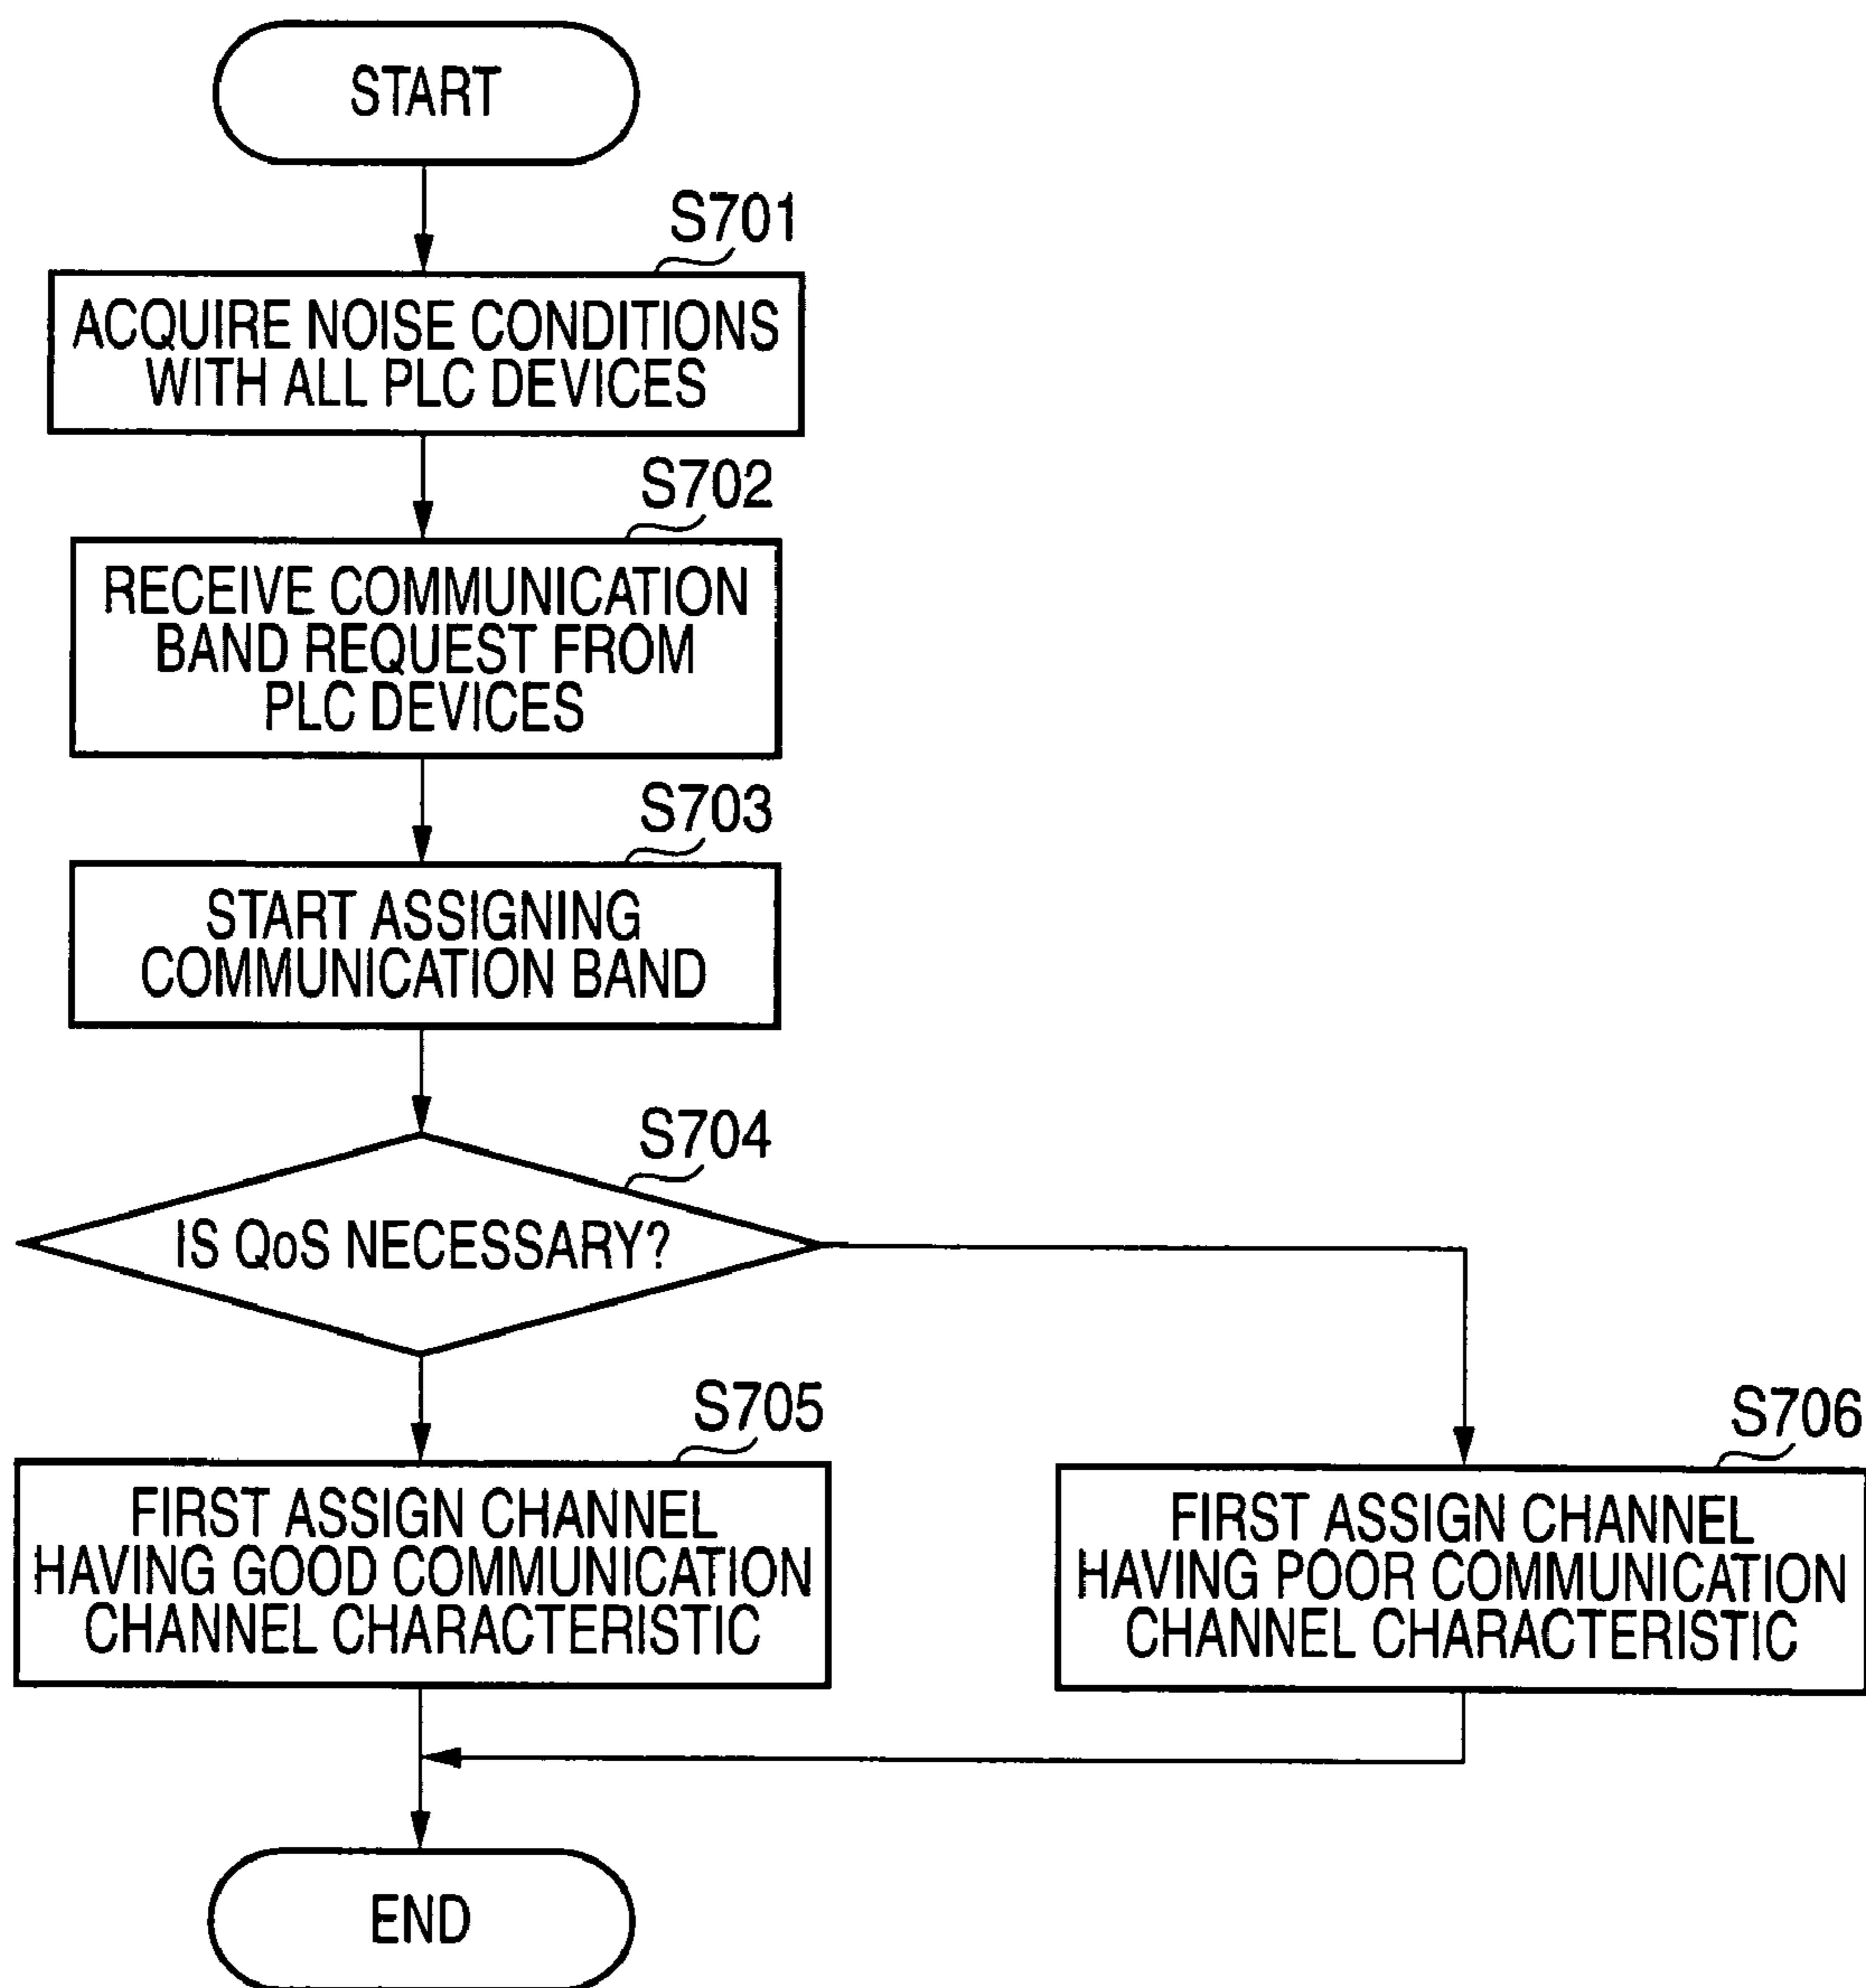 START
S701
ACQUIRE NOISE CONDITIONS
WITH ALL PLC DEVICES
S702
RECEIVE COMMUNICATION
BAND REQUEST FROM
PLC DEVICES
S703
START ASSIGNING
COMMUNICATION BAND
S704
IS QoS NECESSARY?
S705
FIRST ASSIGN CHANNEL
HAVING GOOD COMMUNICATION
CHANNEL CHARACTERISTIC
S706
FIRST ASSIGN CHANNEL
HAVING POOR COMMUNICATION
CHANNEL CHARACTERISTIC
END